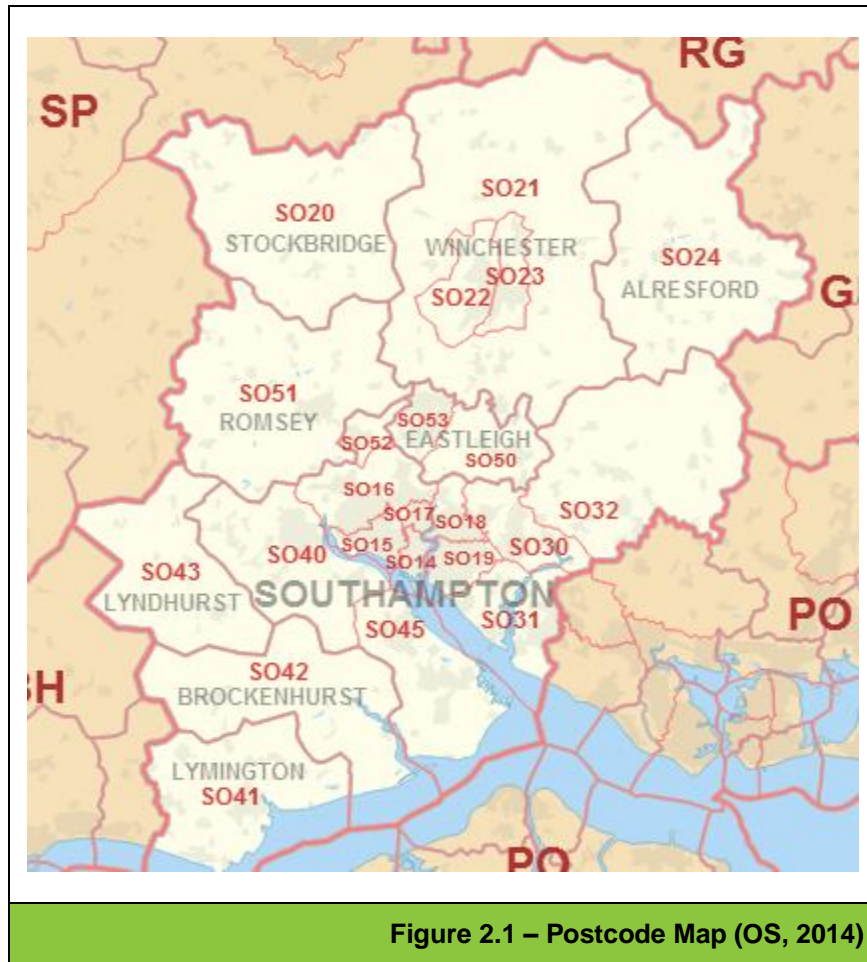 RG
SP
SO21
SO20
STOCKBRIDGE
WINCHESTER
SO24
SO23
SO22
ALRESFORD
G
SO51
ROMSEY
SO53
EASTLEIGH
SO52
SO50
SO16
SO17
SO18
SO32
SO40
SO15
SO14
SO19
SO30
SO43
LYNDHURST
SOUTHAMPTON
SO31
PO
SO45
SO42
BROCKENHURST
BH
LYMINGTON
SO41
PO
Figure 2.1 – Postcode Map (OS, 2014)